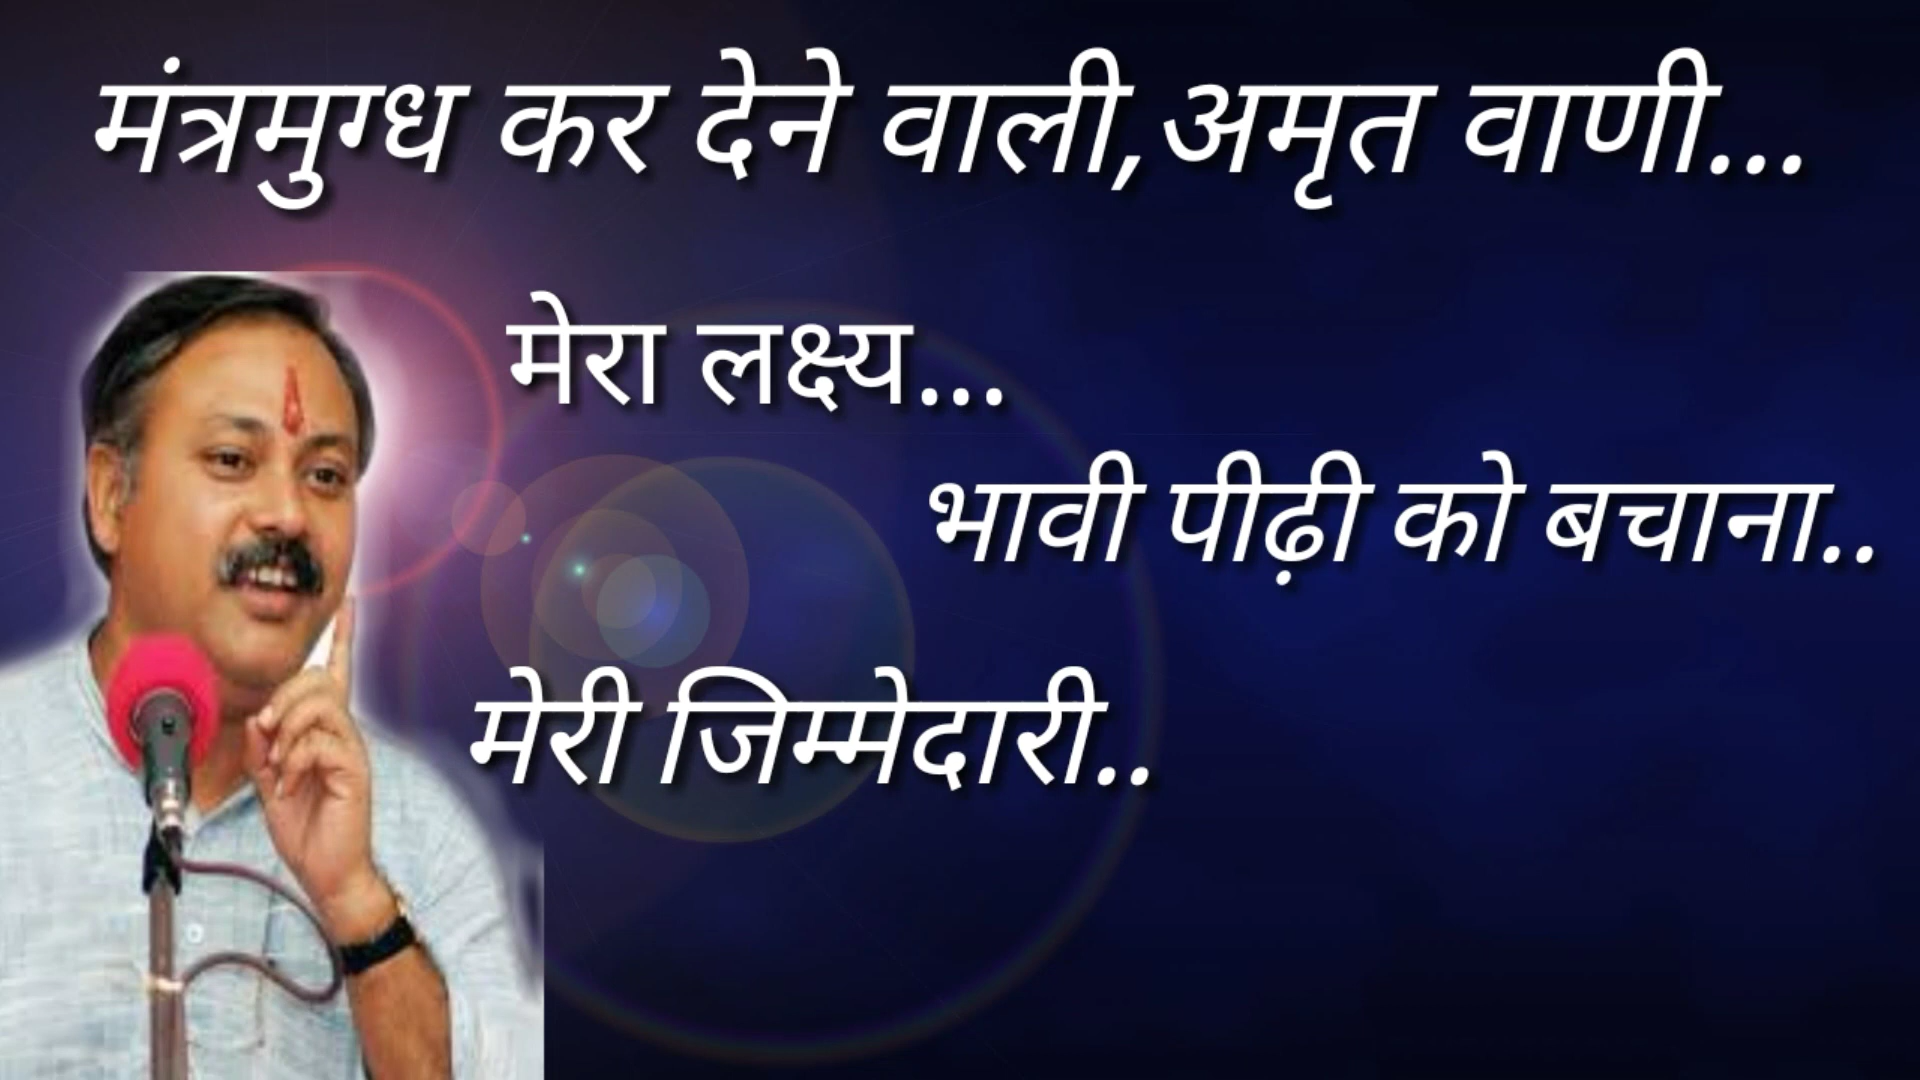 मंत्रमुग्ध कर देने वाली,अमृत वाणी...
मेरा लक्ष्य...
भावी पीढ़ी को बचाना..
मेरी जिम्मेदारी..